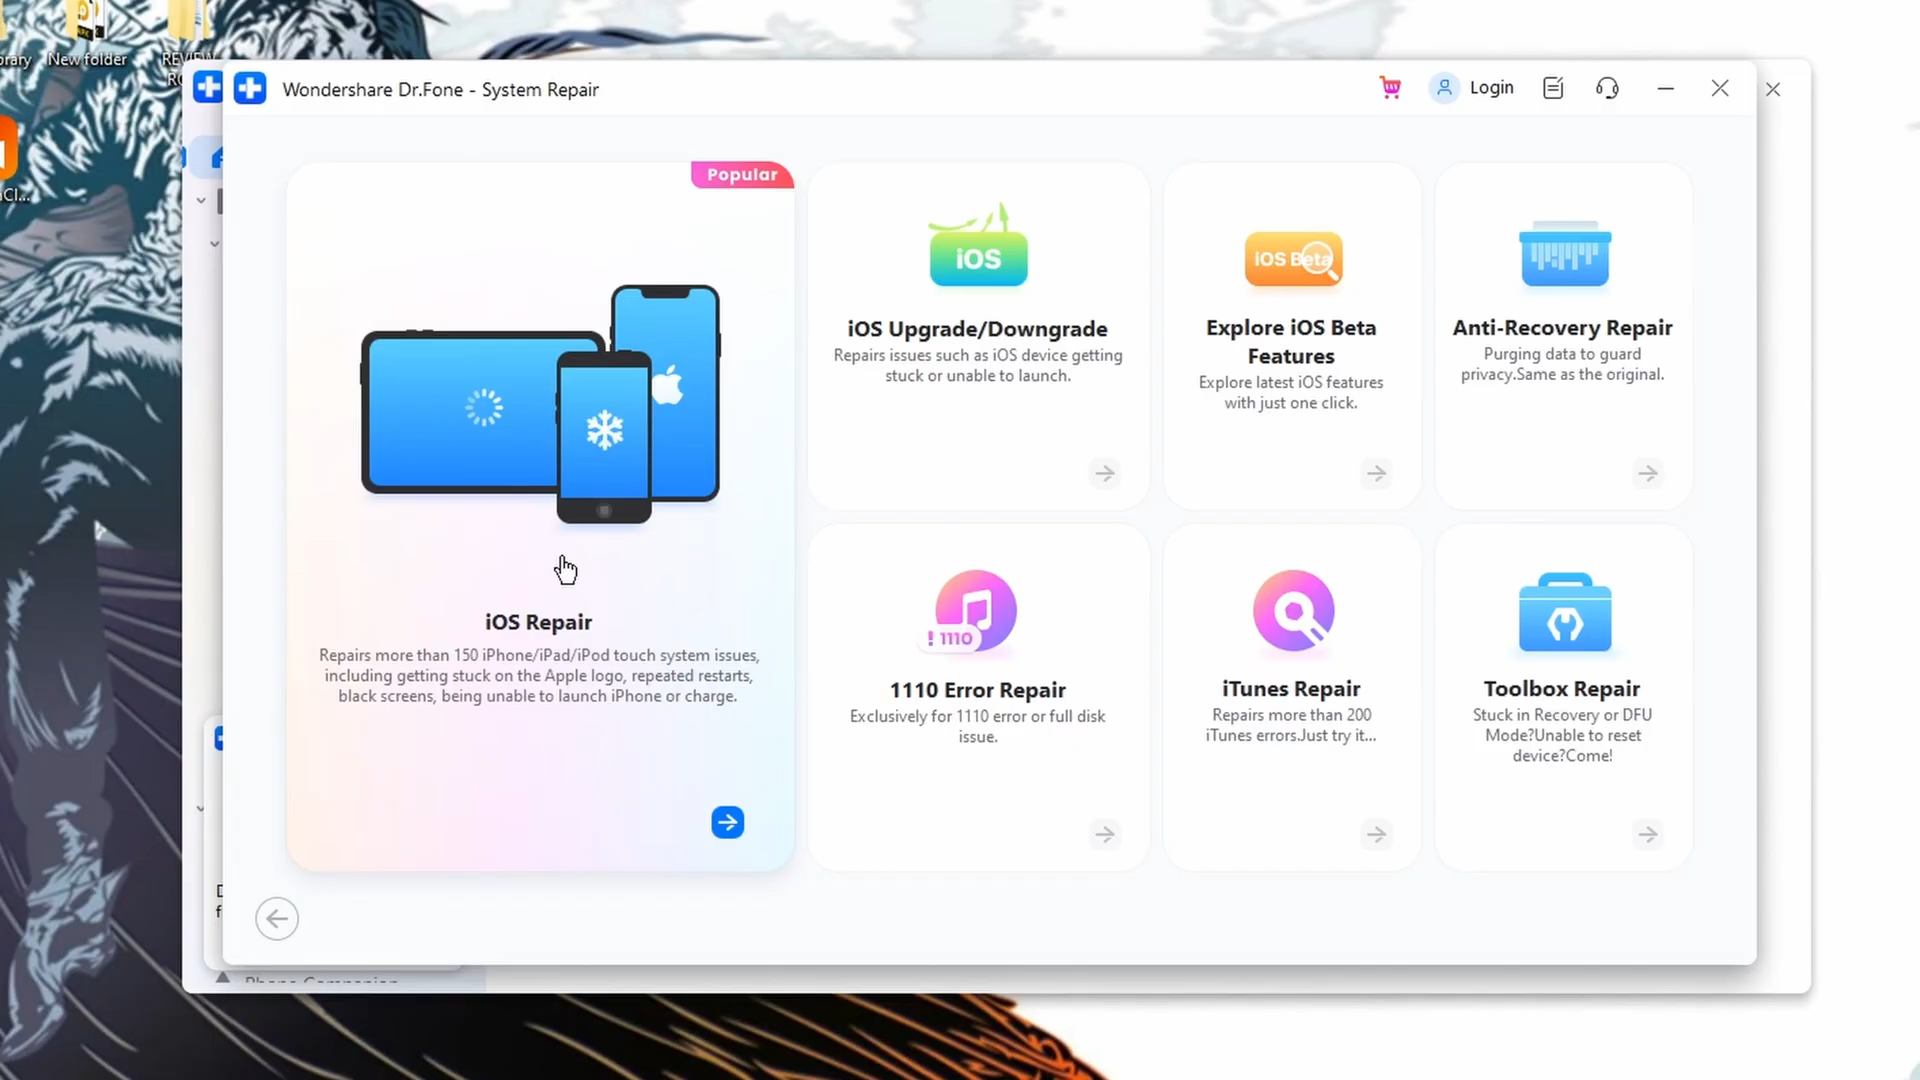 New folder
Wondershare Dr.Fone - System Repair
Login
Popular
iOS Repair
Repairs more than 150 iPhone/iPad/iPod touch system issues,
including getting stuck on the Apple logo, repeated restarts,
black screens, being unable to launch iPhone or charge.
iOS
iOS Upgrade/Downgrade
Repairs issues such as iOS device getting
stuck or unable to launch.
iOS Beta
Explore iOS Beta
Features
Explore latest iOS features
with just one click.
Anti-Recovery Repair
Purging data to guard
privacy.Same as the original.
! 1110
1110 Error Repair
Exclusively for 1110 error or full disk
issue.
iTunes Repair
Repairs more than 200
iTunes errors.Just try it...
Toolbox Repair
Stuck in Recovery or DFU
Mode?Unable to reset
device?Come!
Phone Companion